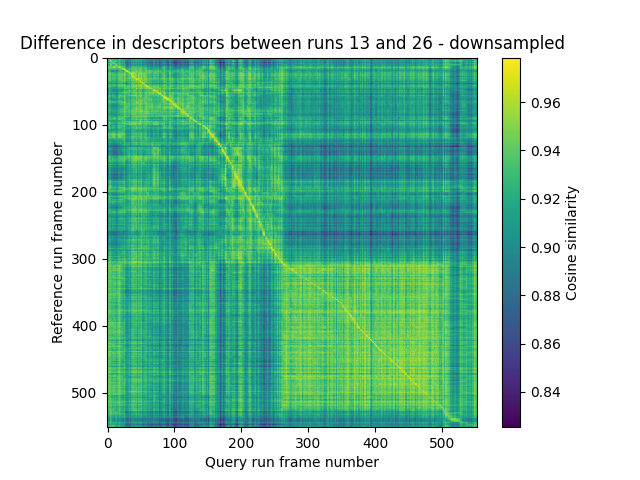 Difference in descriptors between runs 13 and 26 - downsampled
0
100
200
300
400
500
Reference run frame number
0 100 200 300 400 500
Query run frame number
0.96
0.94
0.92
0.90
0.88
0.86
0.84
Cosine similarity